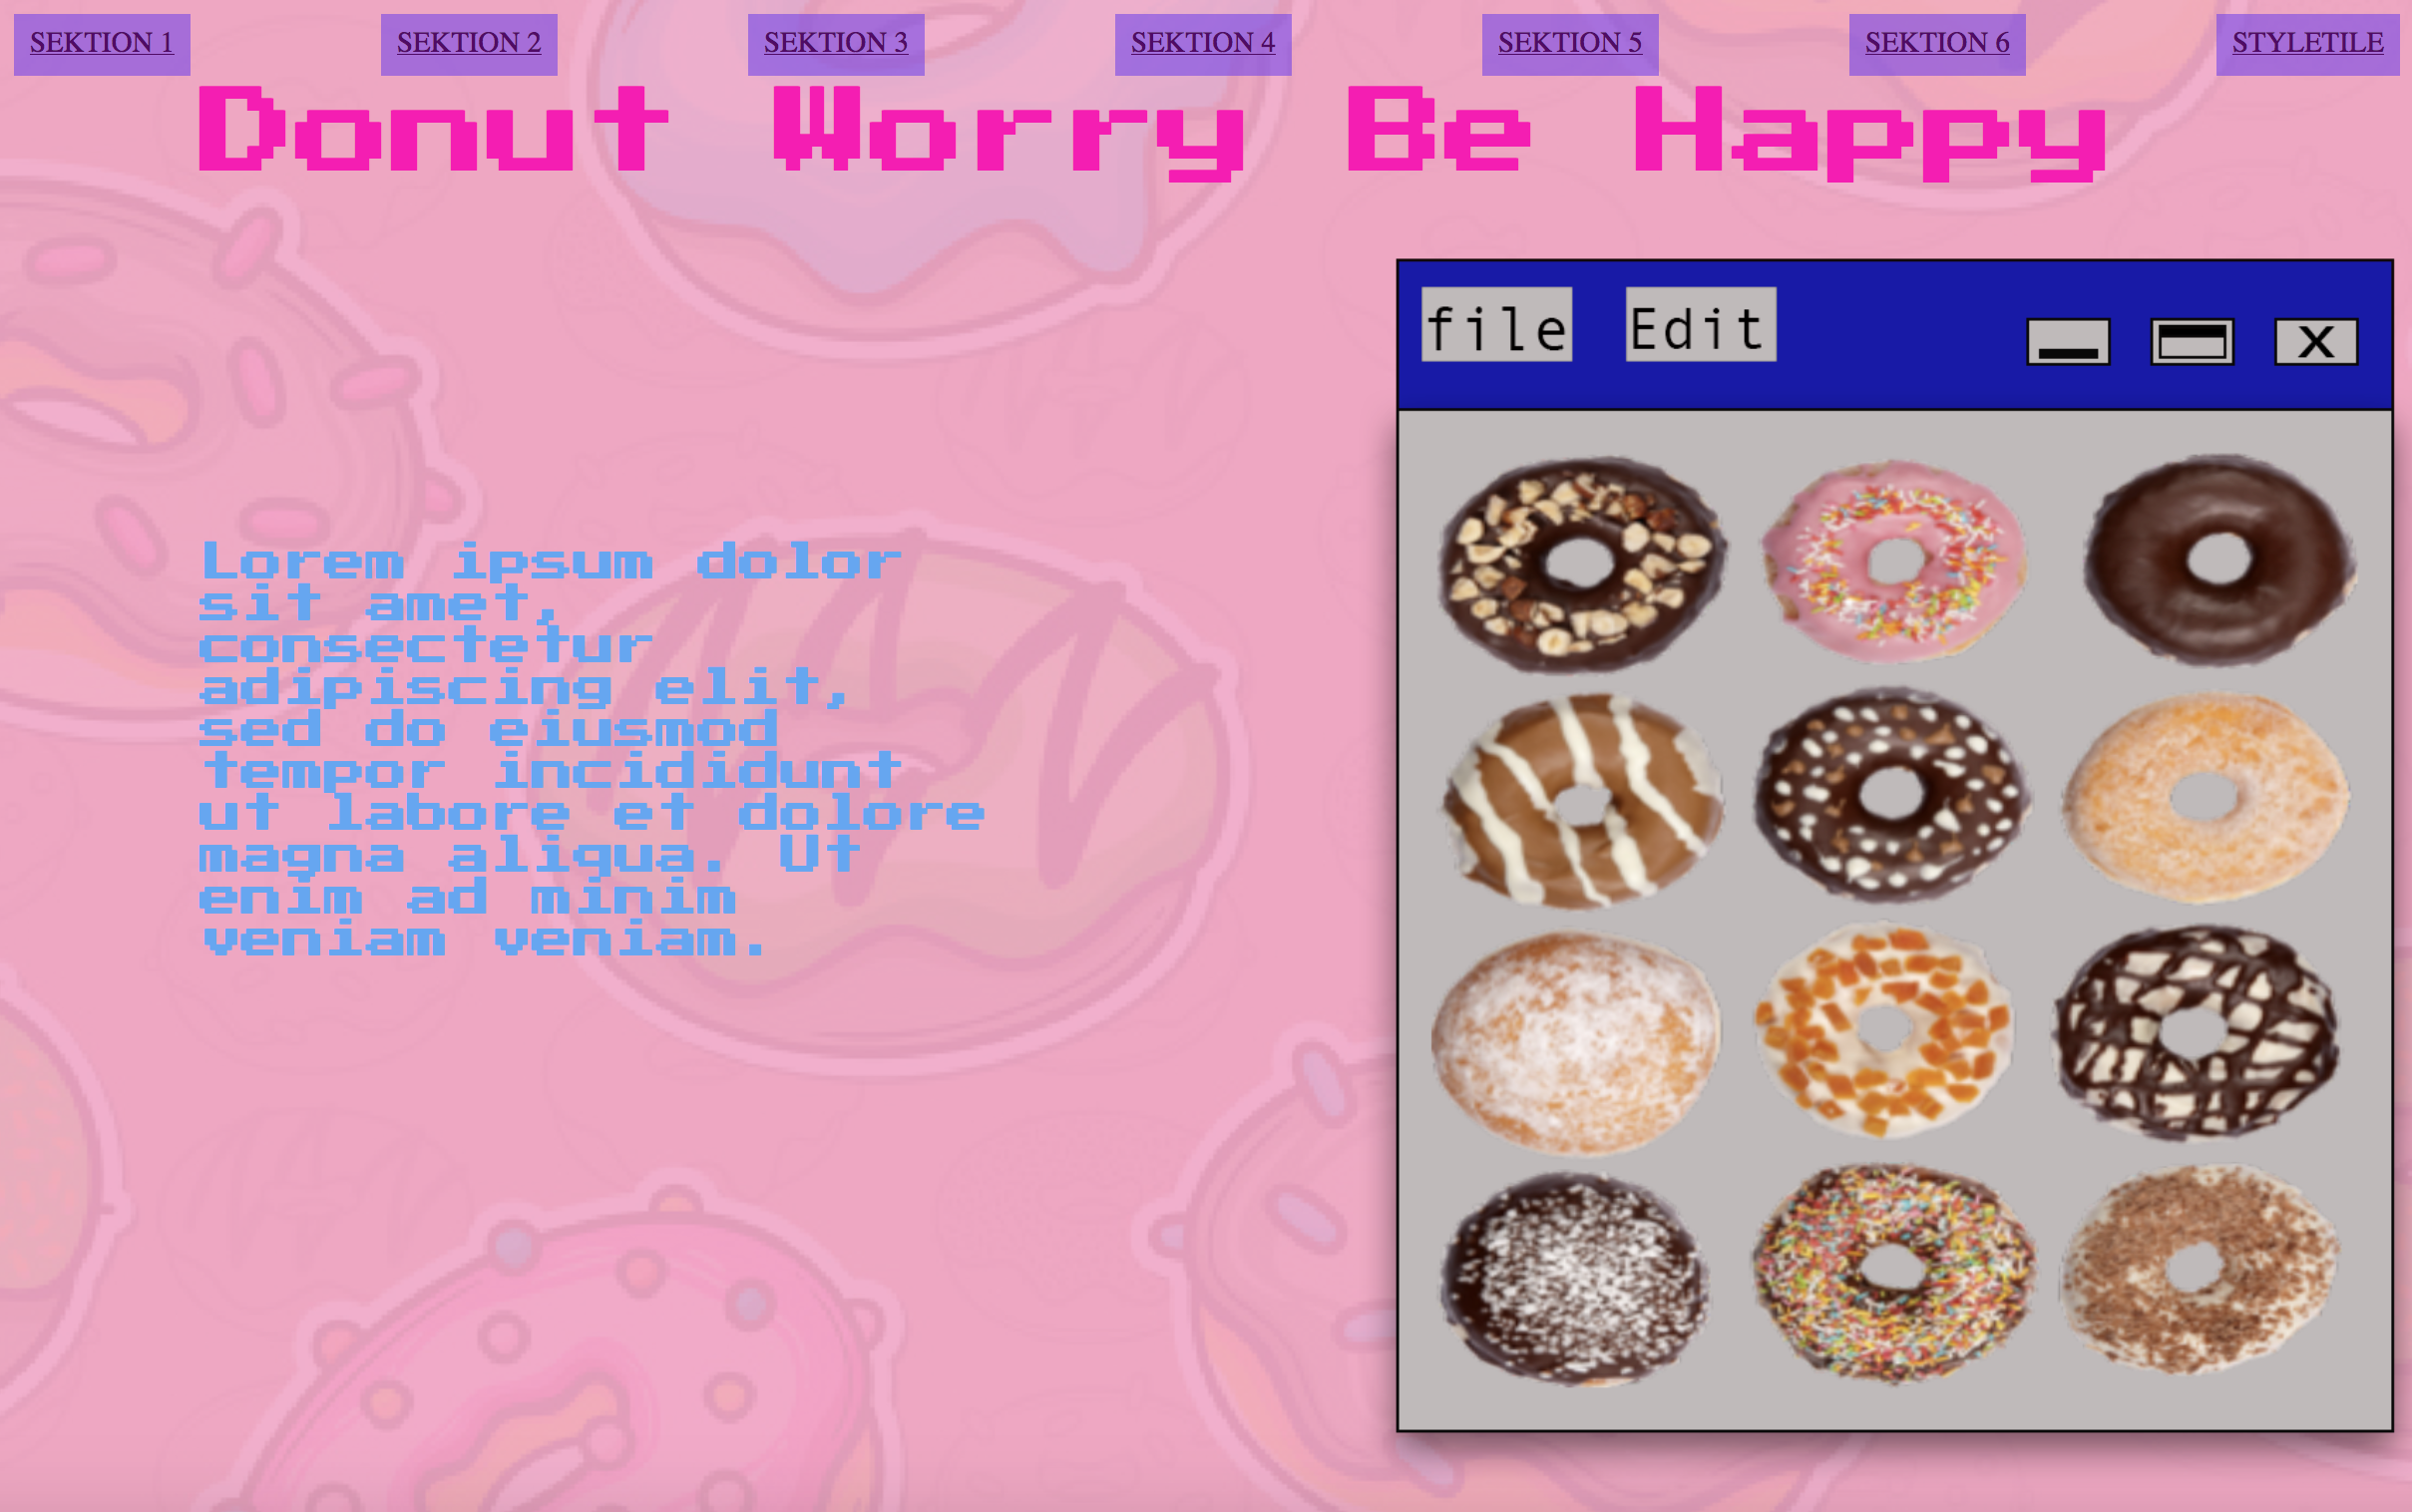 SEKTION 1 SEKTION 2 SEKTION 3 SEKTION 4 SEKTION 5 SEKTION 6 STYLETILE
Donut Worry Be Happy
file Edit X
Lorem ipsum dolor
sit amet,
consectetur
adipiscing elit,
sed do eiusmod
tempor incididunt
ut labore et dolore
magna aliqua. Ut
enim ad minim
veniam veniam.